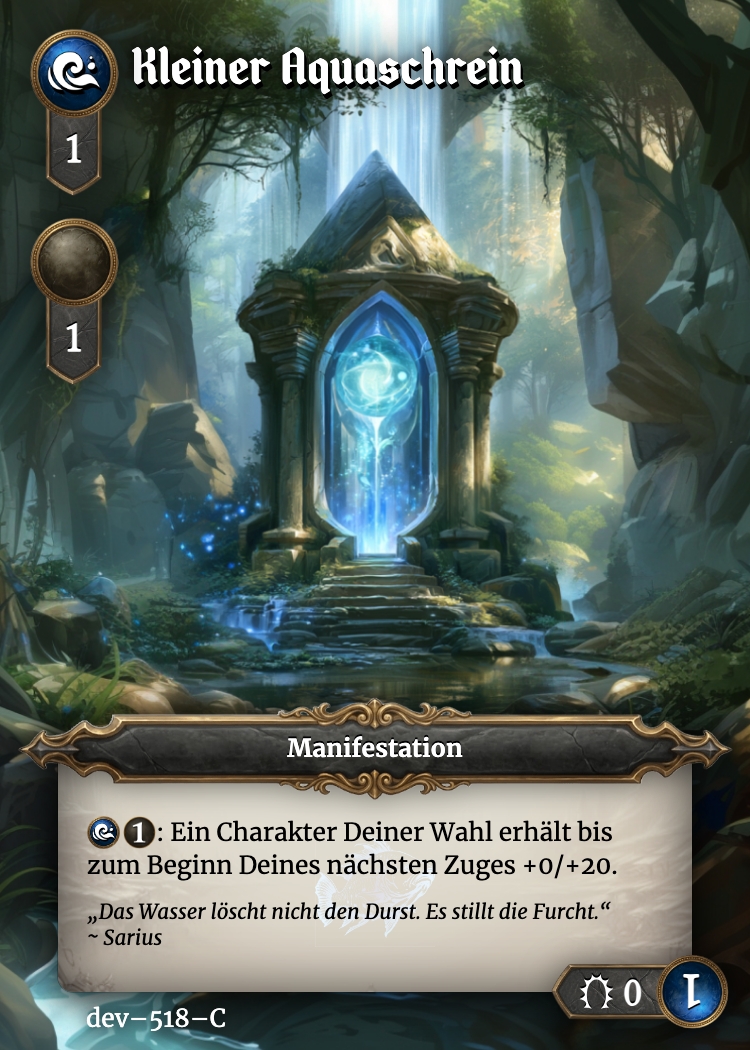 Kleiner Aquaschrein
1
1
Manifestation
1: Ein Charakter Deiner Wahl erhält bis
zum Beginn Deines nächsten Zuges +0/+20.
„Das Wasser löscht nicht den Durst. Es stillt die Furcht.“
~ Sarius
0 1
dev–518–C